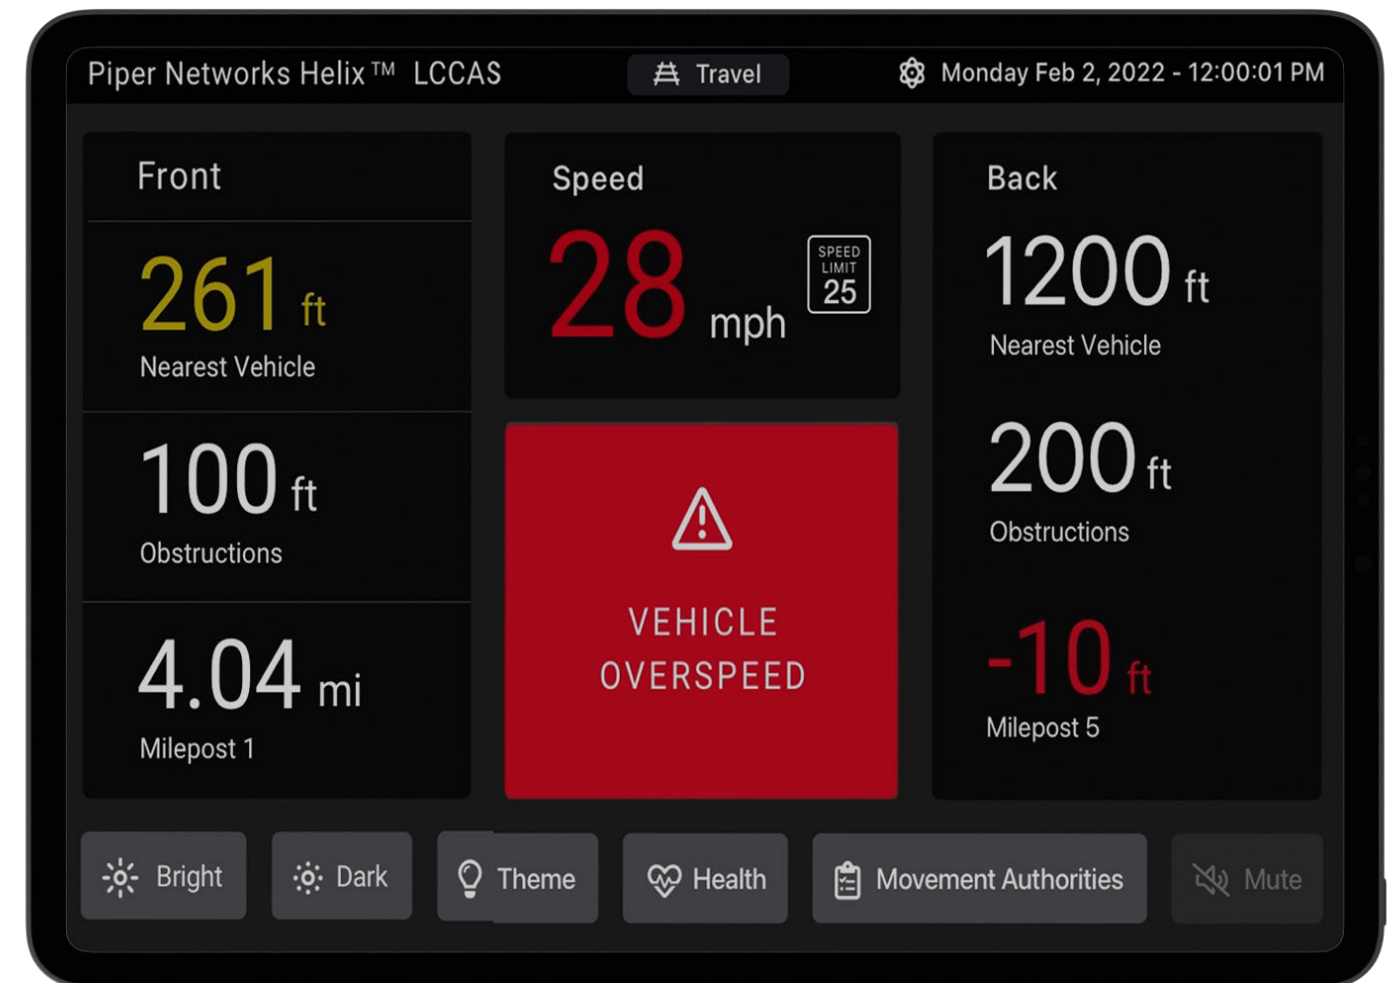 Piper Networks Helix™ LCCAS
Travel
Monday Feb 2, 2022 - 12:00:01 PM
Front
261 ft
Nearest Vehicle
100 ft
Obstructions
4.04 mi
Milepost 1
Speed
28 mph
SPEED
LIMIT
25
VEHICLE
OVERSPEED
Back
1200 ft
Nearest Vehicle
200 ft
Obstructions
-10 ft
Milepost 5
Bright
Dark
Theme
Health
Movement Authorities
Mute